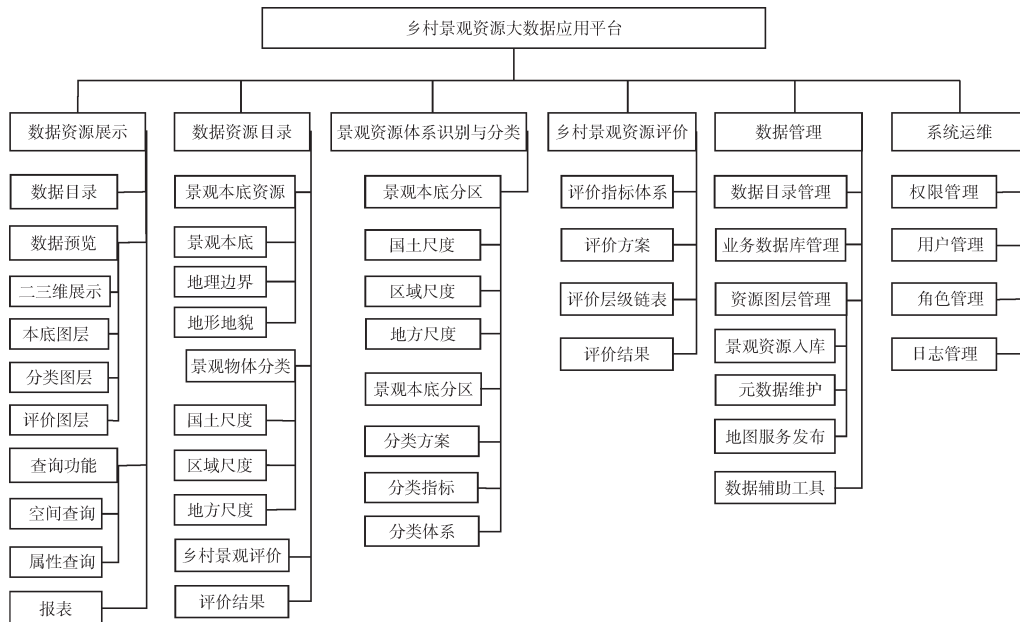 乡村景观资源大数据应用平台
数据资源展示
数据目录
数据预览
二三维展示
本底图层
分类图层
评价图层
查询功能
空间查询
属性查询
报表
数据资源目录
景观本底资源
景观本底
地理边界
地形地貌
景观物体分类
国土尺度
区域尺度
地方尺度
乡村景观评价
评价结果
景观资源体系识别与分类
景观本底分区
国土尺度
区域尺度
地方尺度
景观本底分区
分类方案
分类指标
分类体系
乡村景观资源评价
评价指标体系
评价方案
评价层级链表
评价结果
数据管理
数据目录管理
业务数据库管理
资源图层管理
景观资源入库
元数据维护
地图服务发布
数据辅助工具
系统运维
权限管理
用户管理
角色管理
日志管理